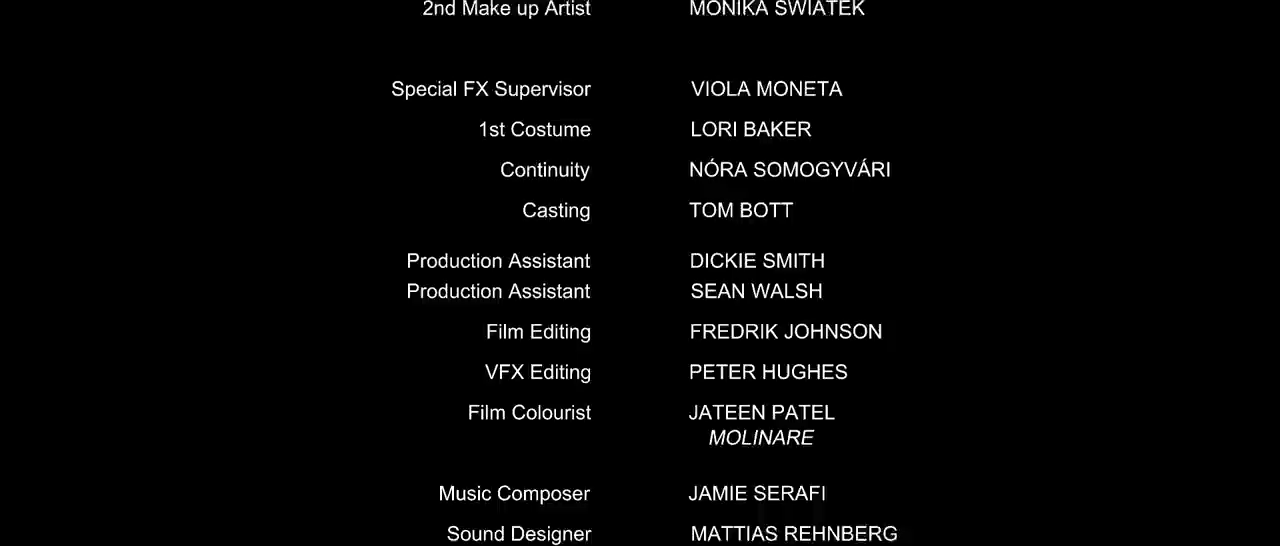 2nd Make up Artist MONIKA SWIATEK
Special FX Supervisor VIOLA MONETA
1st Costume LORI BAKER
Continuity NÓRA SOMOGYVÁRI
Casting TOM BOTT
Production Assistant DICKIE SMITH
Production Assistant SEAN WALSH
Film Editing FREDRIK JOHNSON
VFX Editing PETER HUGHES
Film Colourist JATEEN PATEL
MOLINARE
Music Composer JAMIE SERAFI
Sound Designer MATTIAS REHNBERG